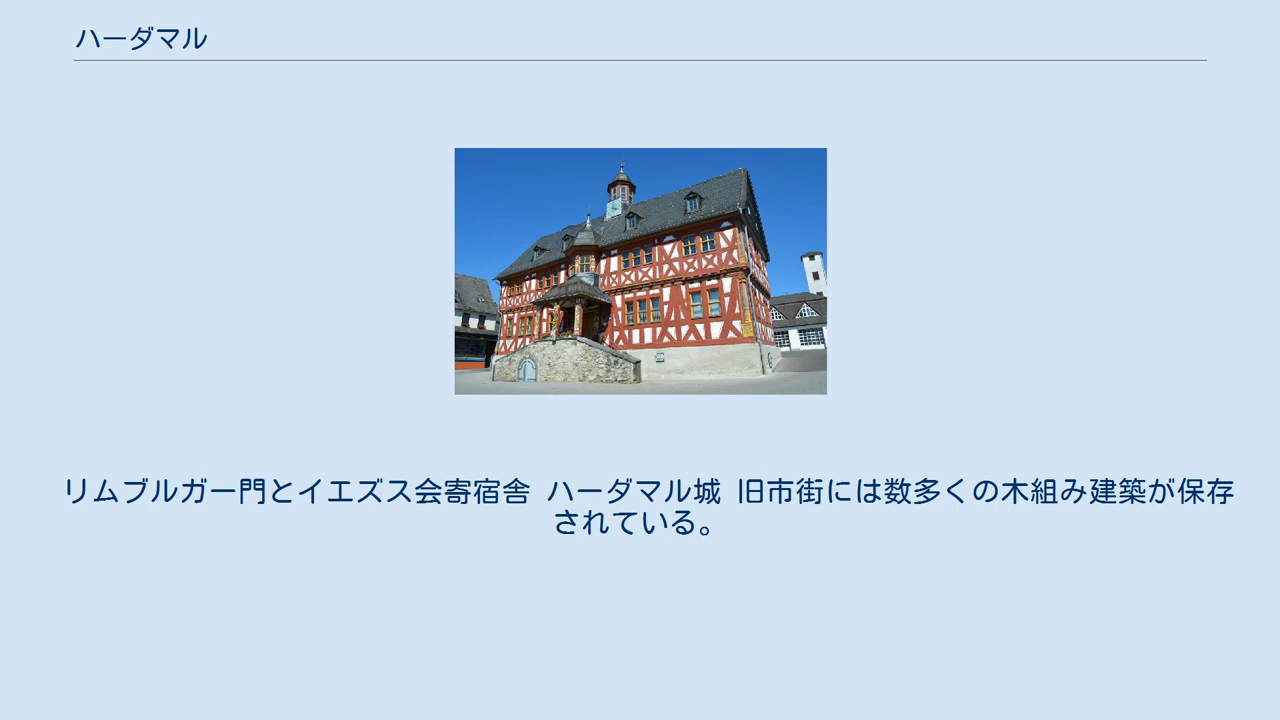 ハーダマル
リムブルガー門とイエズス会寄宿舎 ハーダマル城 旧市街には数多くの木組み建築が保存
されている。